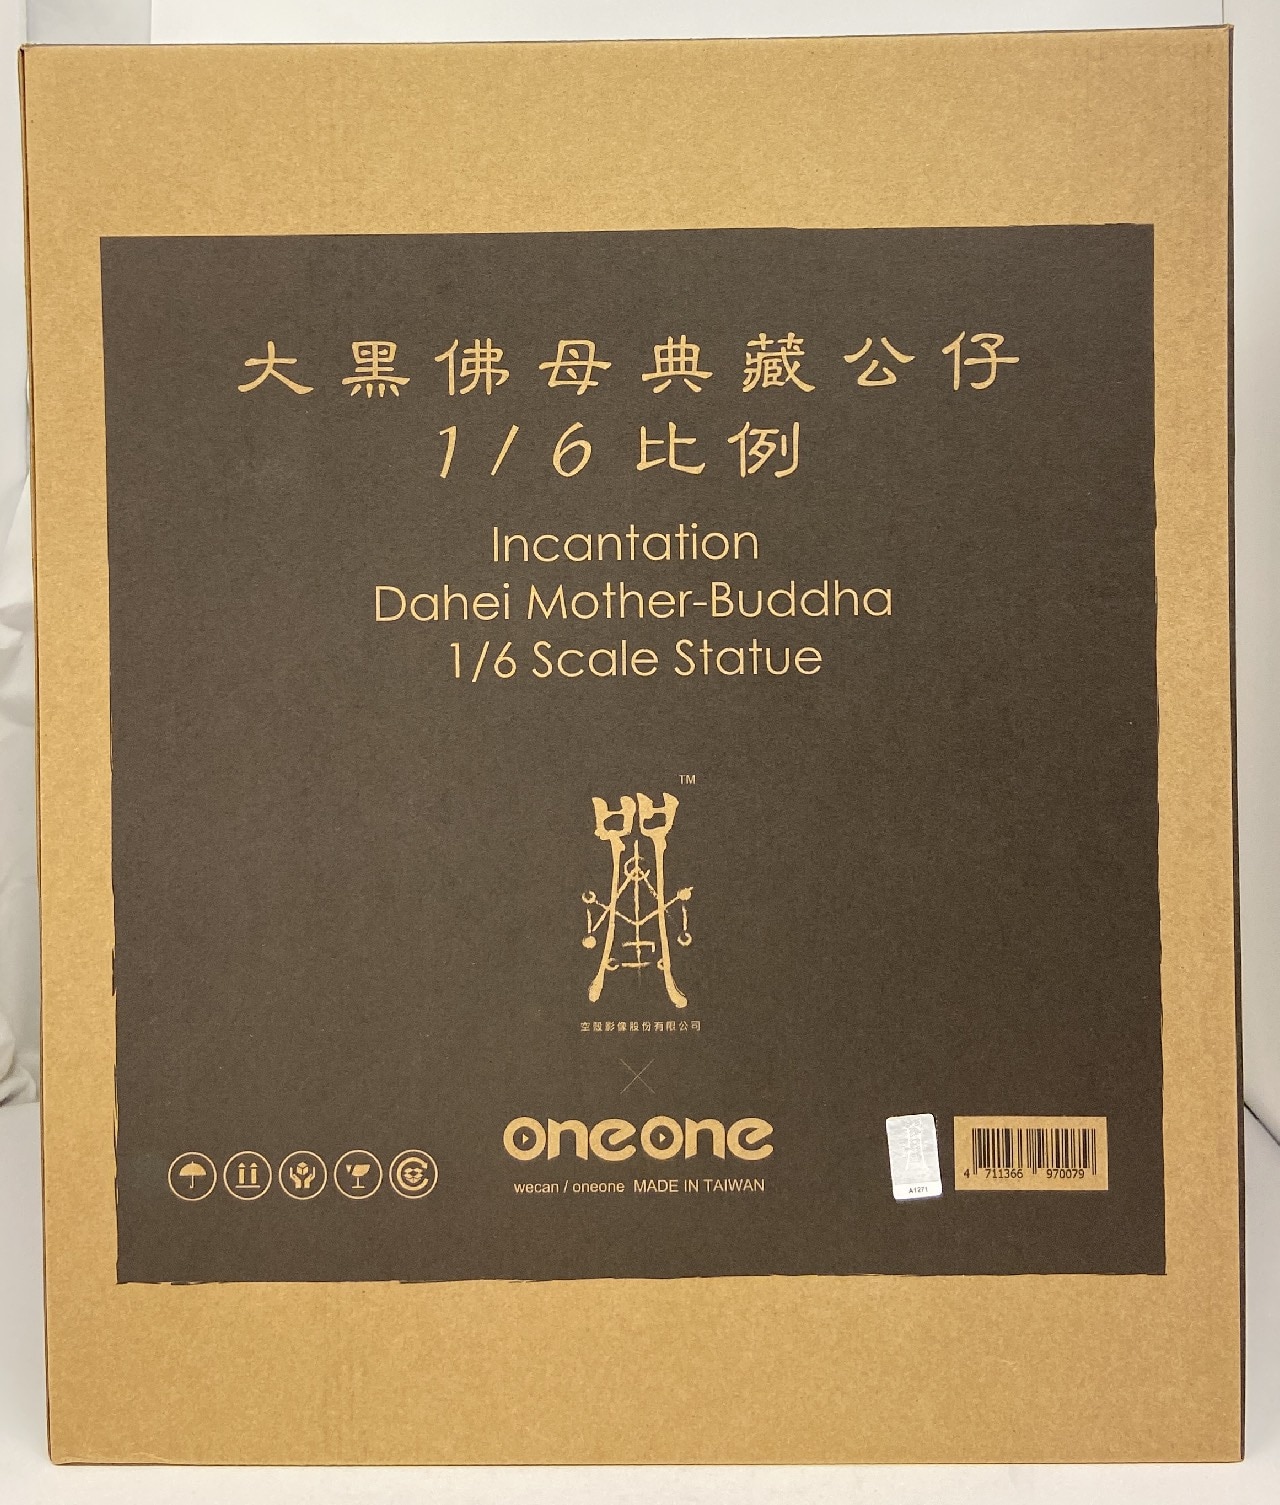 大黑佛母典藏公仔
1/6比例
Incantation
Dahei Mother-Buddha
1/6 Scale Statue
TM
咒
空殼影像股份有限公司
oneone
wecan / oneone MADE IN TAIWAN
A1271
4 711366 970079